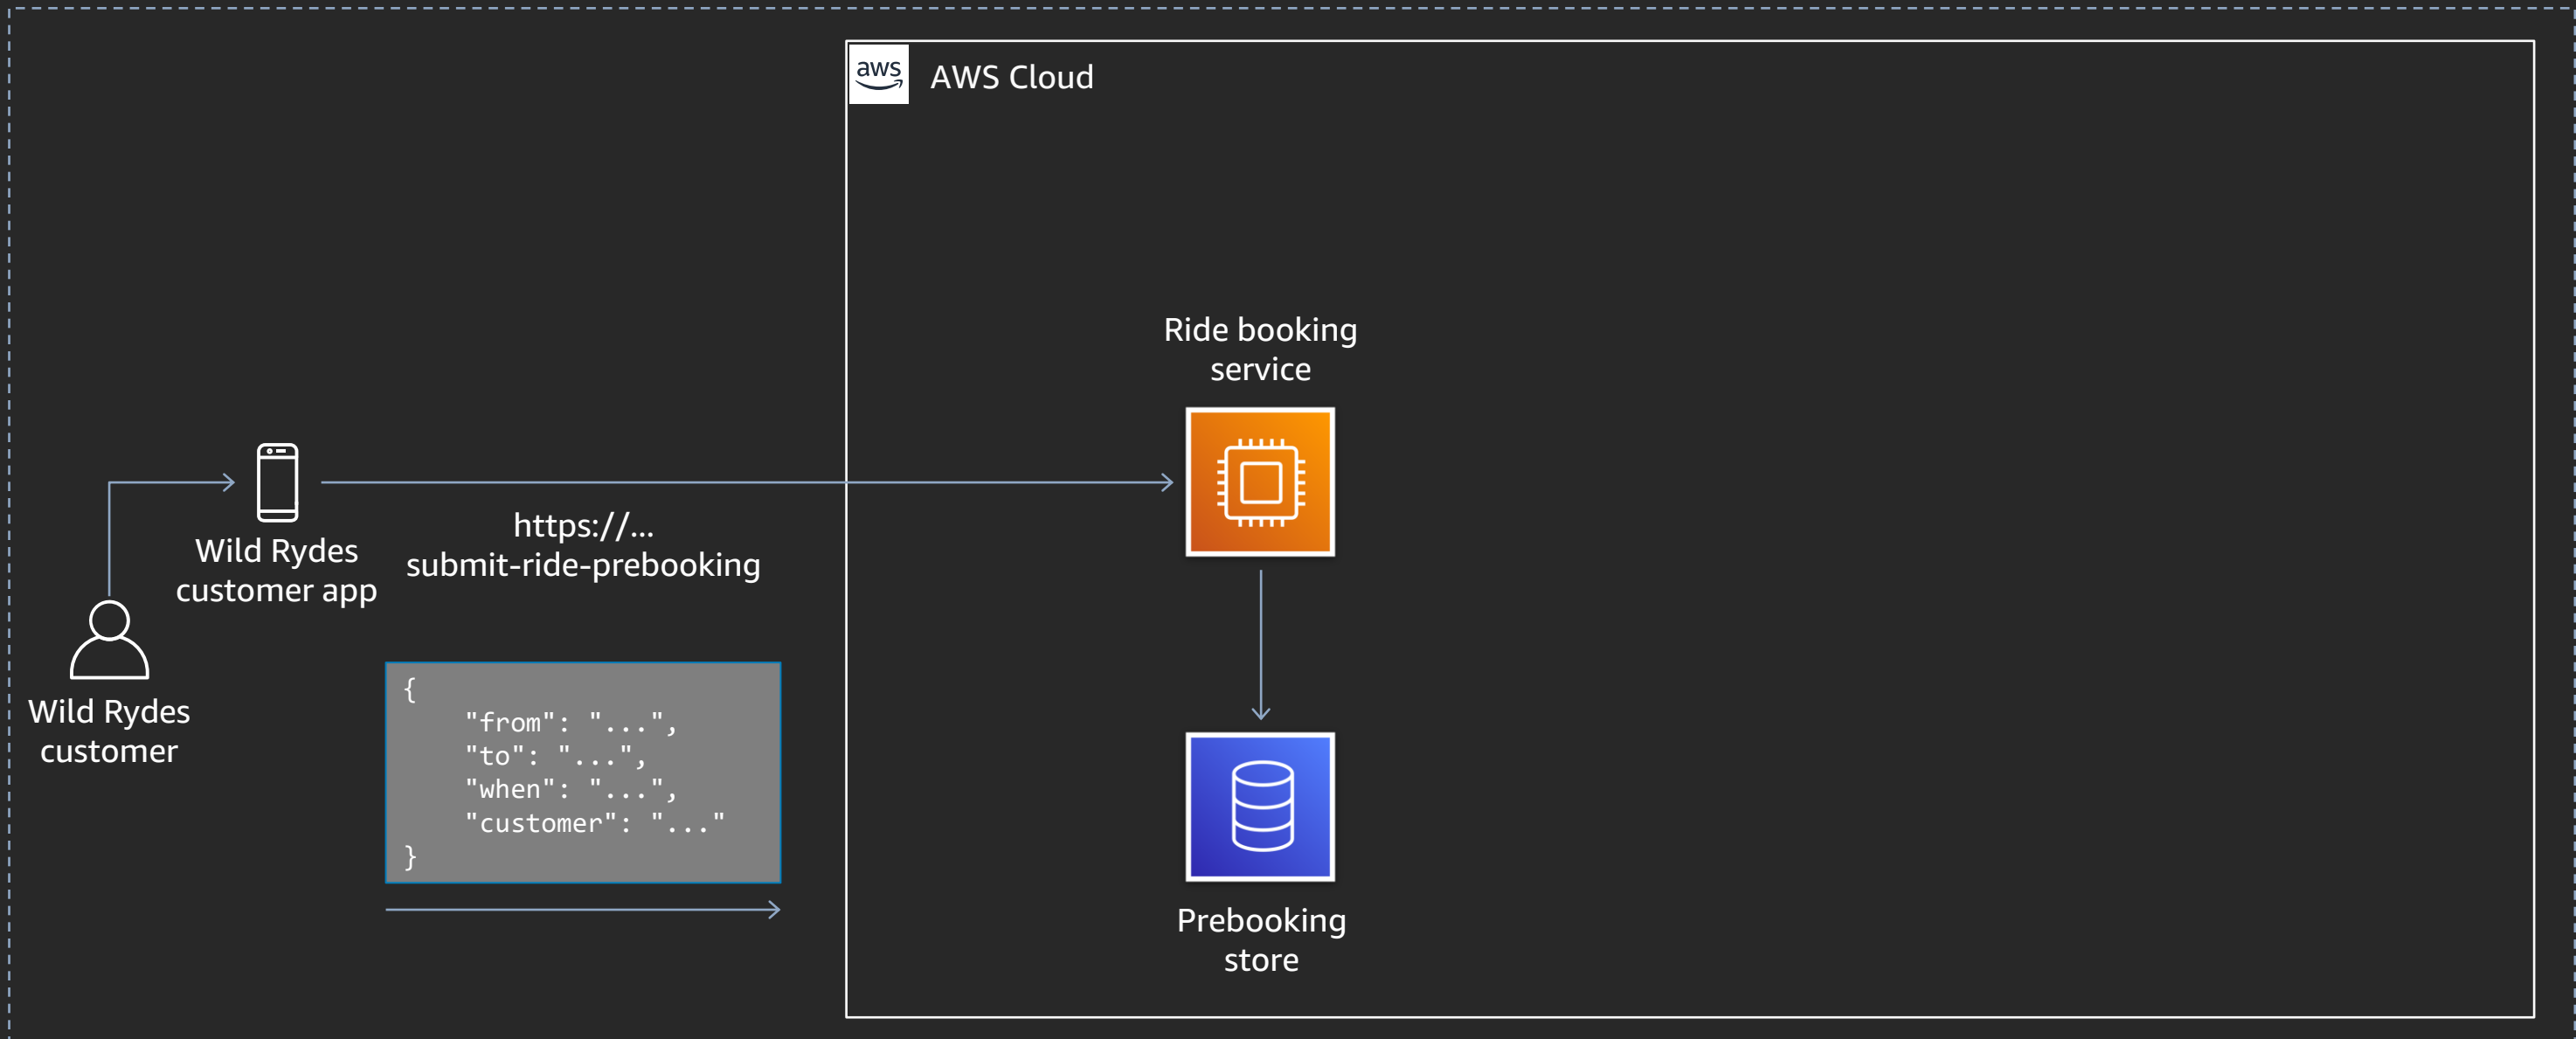 aws
AWS Cloud
Ride booking
service
https://...
submit-ride-prebooking
Wild Rydes
customer app
Wild Rydes
customer
{
"from": "...",
"to": "...",
"when": "...",
"customer": "..."
}
Prebooking
store